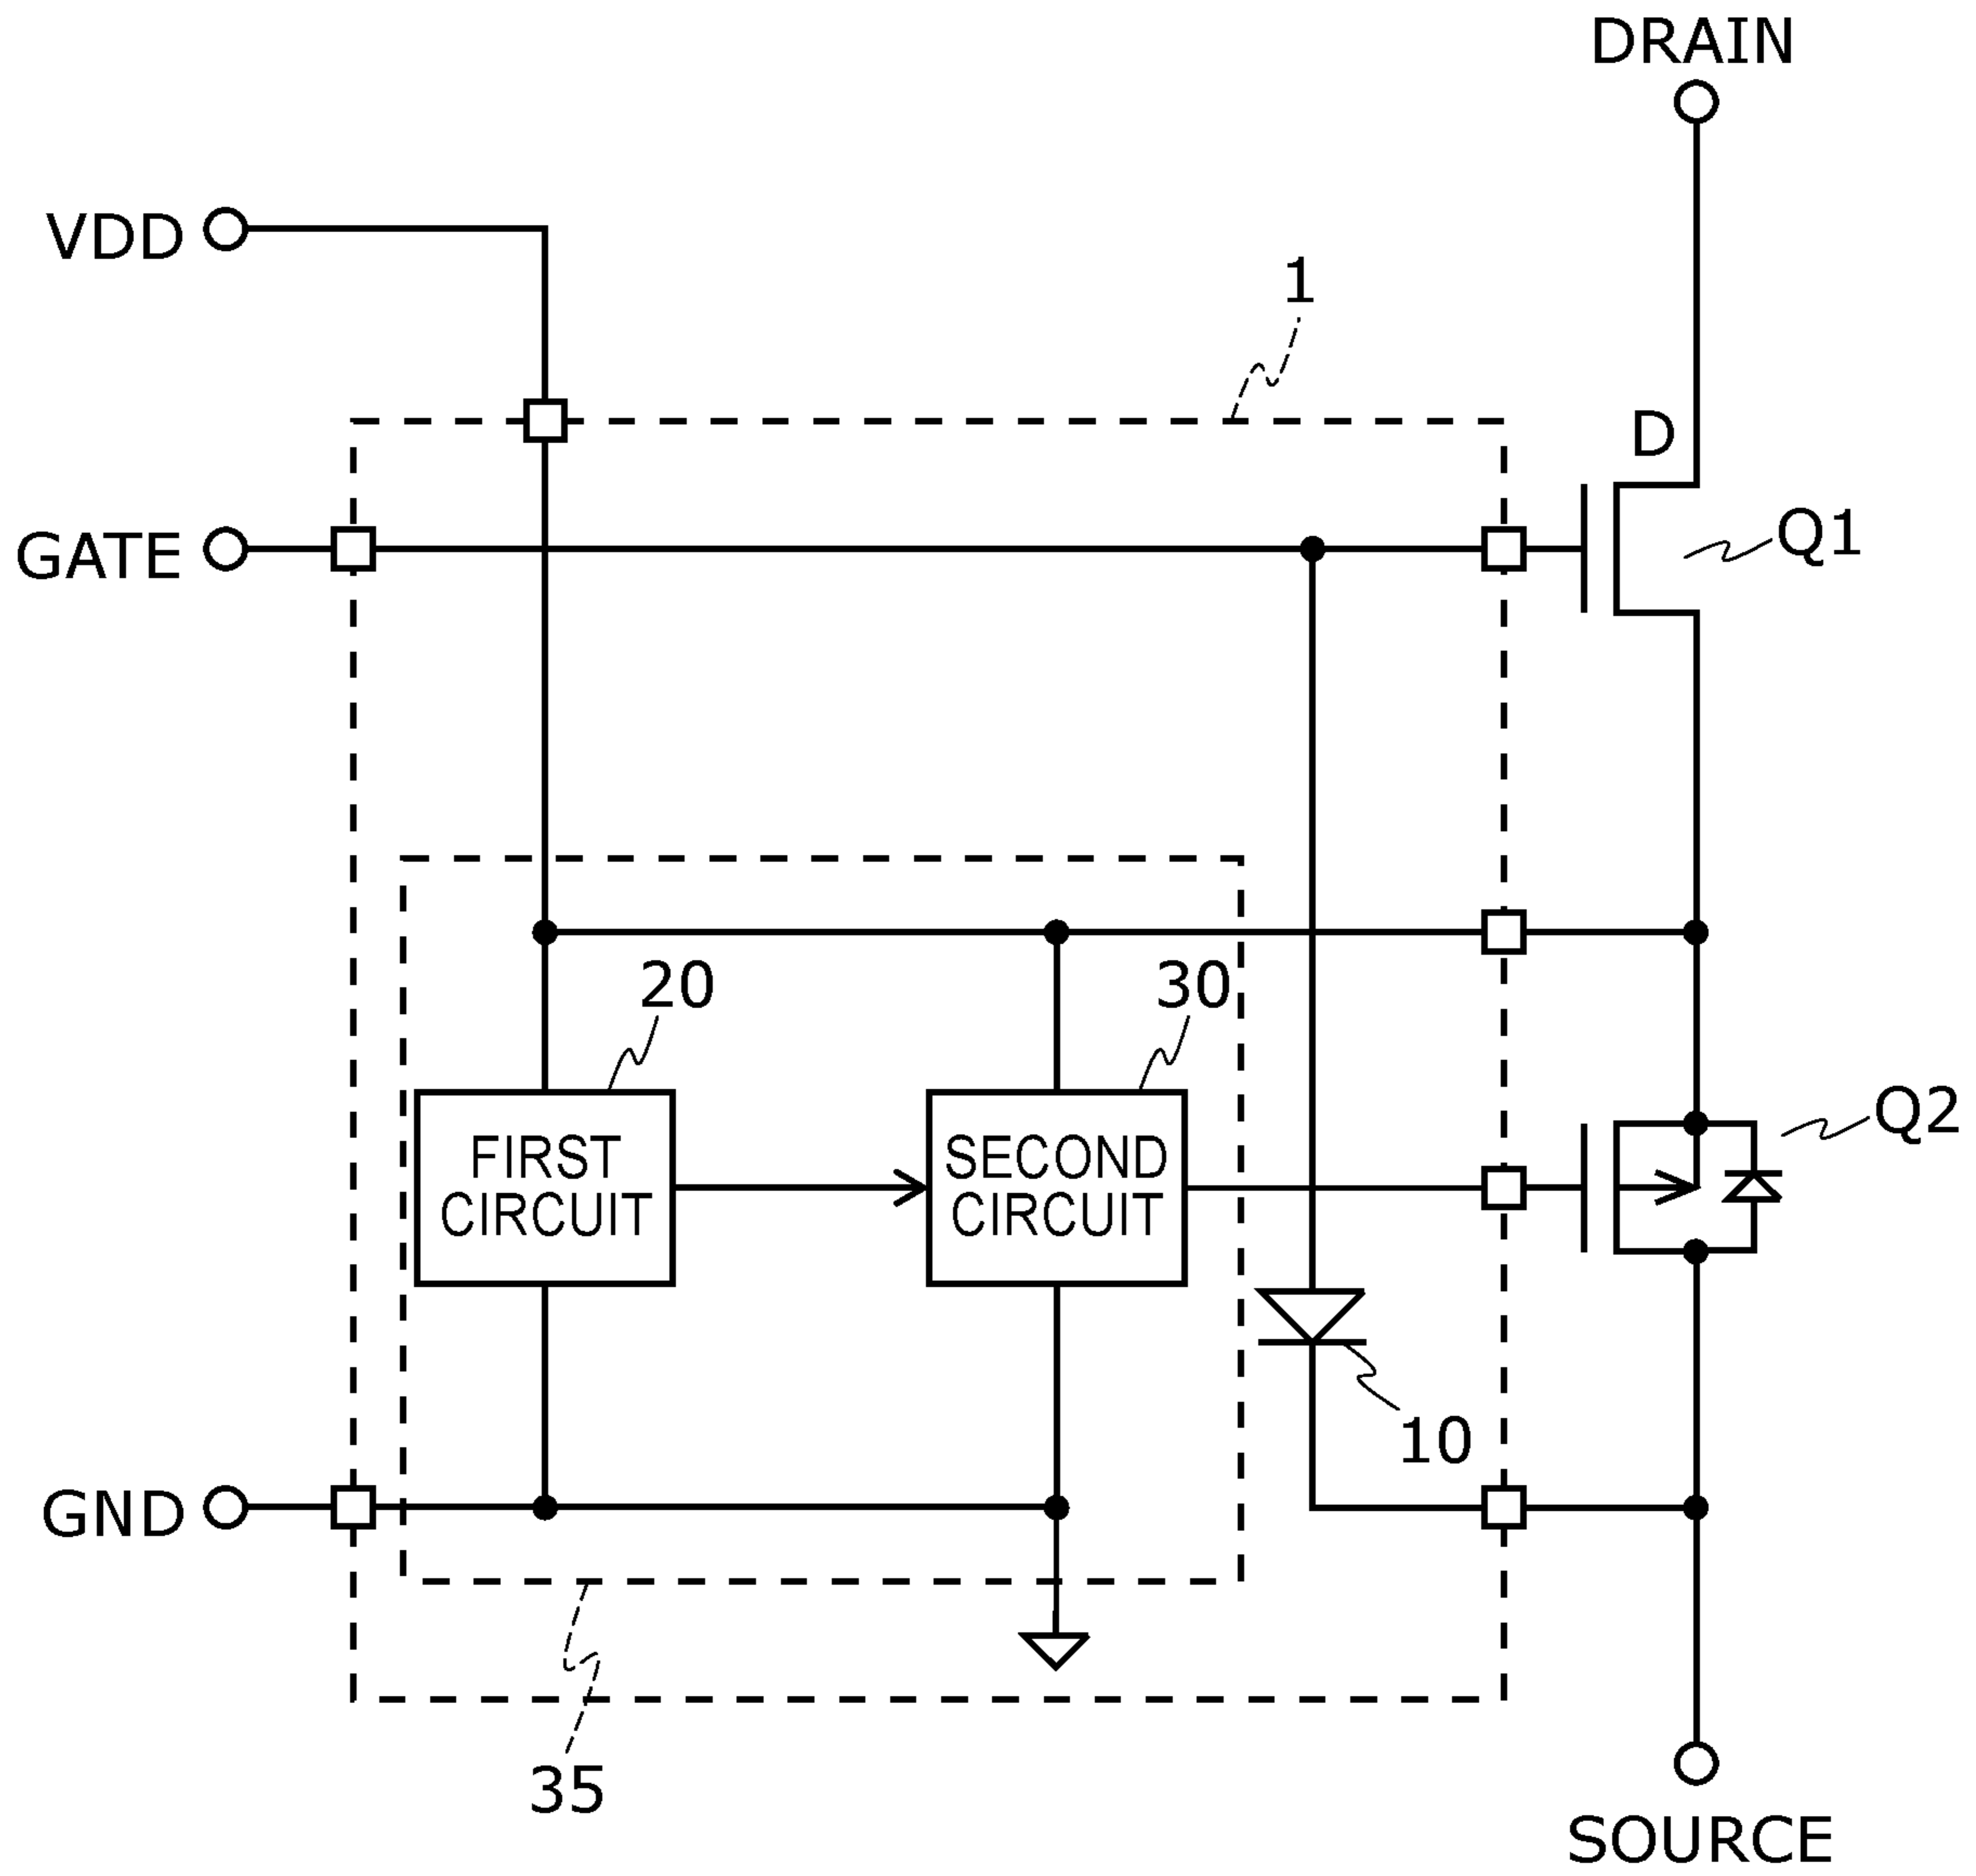 DRAIN
VDD
1
D
GATE
Q1
20
30
Q2
FIRST
CIRCUIT
SECOND
CIRCUIT
10
GND
35
SOURCE